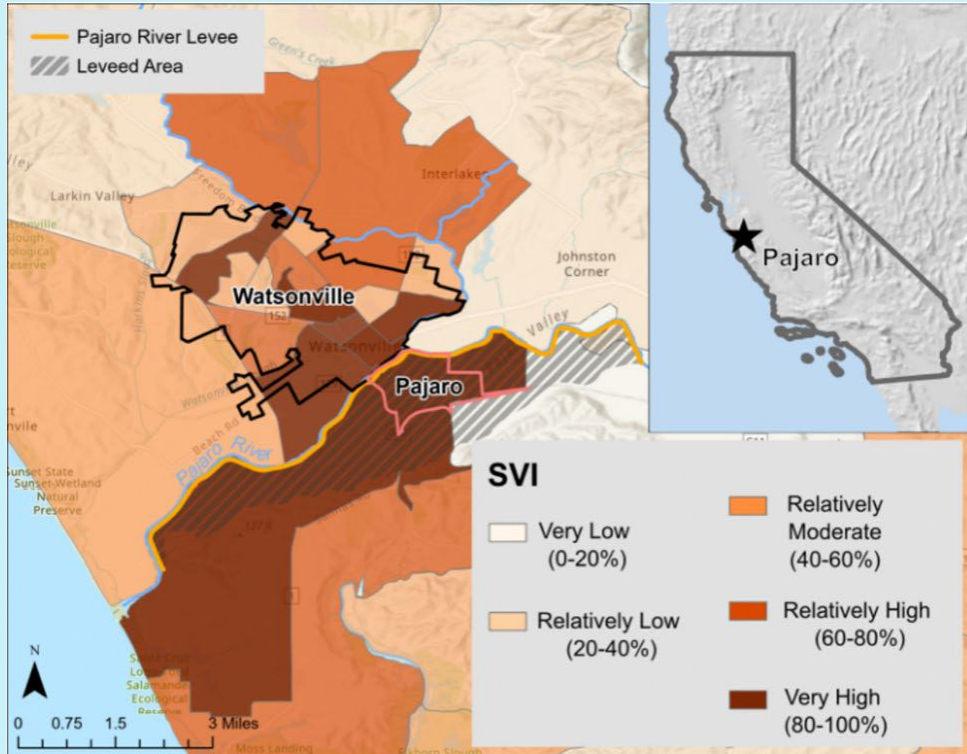 Pajaro River Levee
Leveed Area
Green's Creek
Larkin Valley
Freedom B
Interlake
Johnston
Corner
Watsonville
152
Watsonville
Valley
Pajaro
Beach Rd
Pajaro River
Sunset State
Sunset-Wetland
Natural
Preserve
Ecological
Reserve
Moss Landing
N
0 0.75 1.5 3 Miles
Pajaro
SVI
Very Low
(0-20%)
Relatively Low
(20-40%)
Relatively
Moderate
(40-60%)
Relatively High
(60-80%)
Very High
(80-100%)